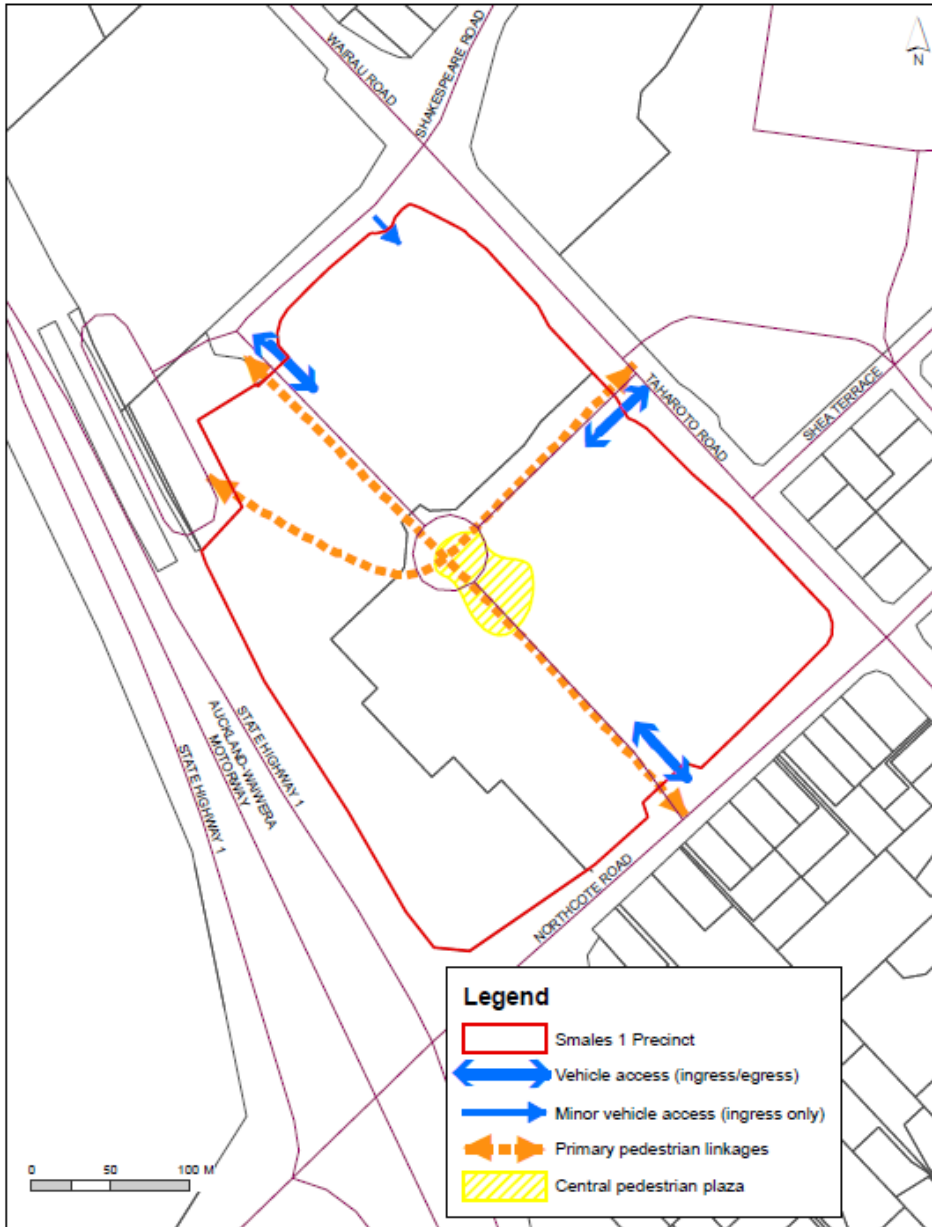 WAIRAU ROAD
SHAKESPEARE ROAD
N
TAHAROTO ROAD
SHEA TERRACE
STATE HIGHWAY 1
AUCKLAND-WAIWERA
MOTORWAY
STATE HIGHWAY 1
NORTHCOTE ROAD
Legend
Smales 1 Precinct
Vehicle access (ingress/egress)
Minor vehicle access (ingress only)
Primary pedestrian linkages
Central pedestrian plaza
0 50 100 M